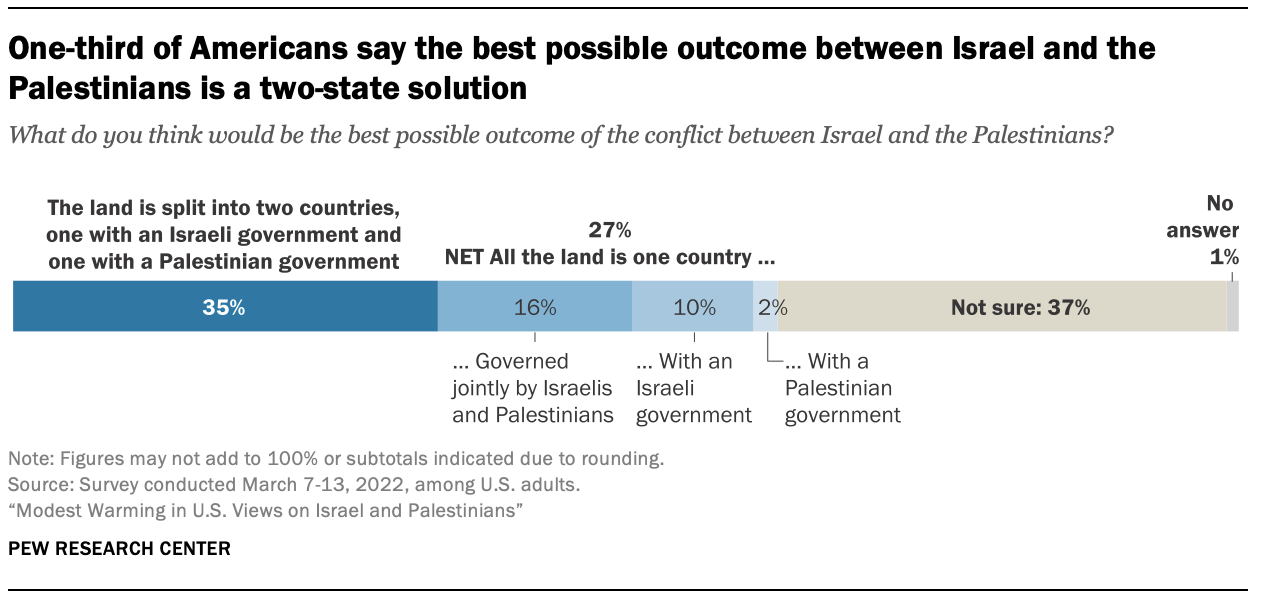 One-third of Americans say the best possible outcome between Israel and the
Palestinians is a two-state solution
What do you think would be the best possible outcome of the conflict between Israel and the Palestinians?
The land is split into two countries,
one with an Israeli government and
one with a Palestinian government
27%
NET All the land is one country ...
No
answer
1%
35%
16%
10%
2%
Not sure: 37%
... Governed
jointly by Israelis
and Palestinians
... With an
Israeli
government
... With a
Palestinian
government
Note: Figures may not add to 100% or subtotals indicated due to rounding.
Source: Survey conducted March 7-13, 2022, among U.S. adults.
“Modest Warming in U.S. Views on Israel and Palestinians”
PEW RESEARCH CENTER